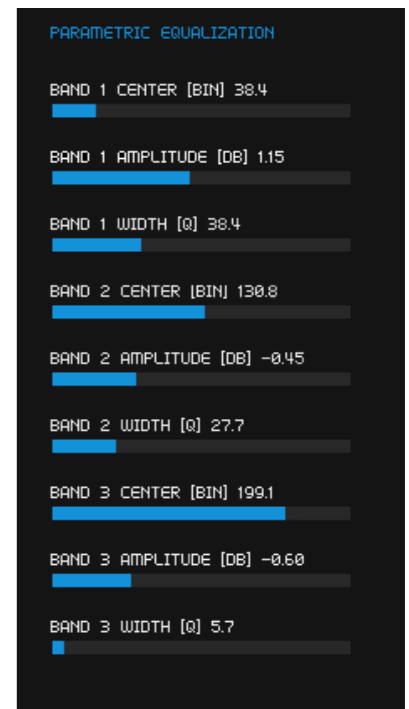 PARAMETRIC EQUALIZATION
BAND 1 CENTER [BIN] 38.4
BAND 1 AMPLITUDE [DB] 1.15
BAND 1 WIDTH [Q] 38.4
BAND 2 CENTER [BIN] 130.8
BAND 2 AMPLITUDE [DB] -0.45
BAND 2 WIDTH [Q] 27.7
BAND 3 CENTER [BIN] 199.1
BAND 3 AMPLITUDE [DB] -0.60
BAND 3 WIDTH [Q] 5.7